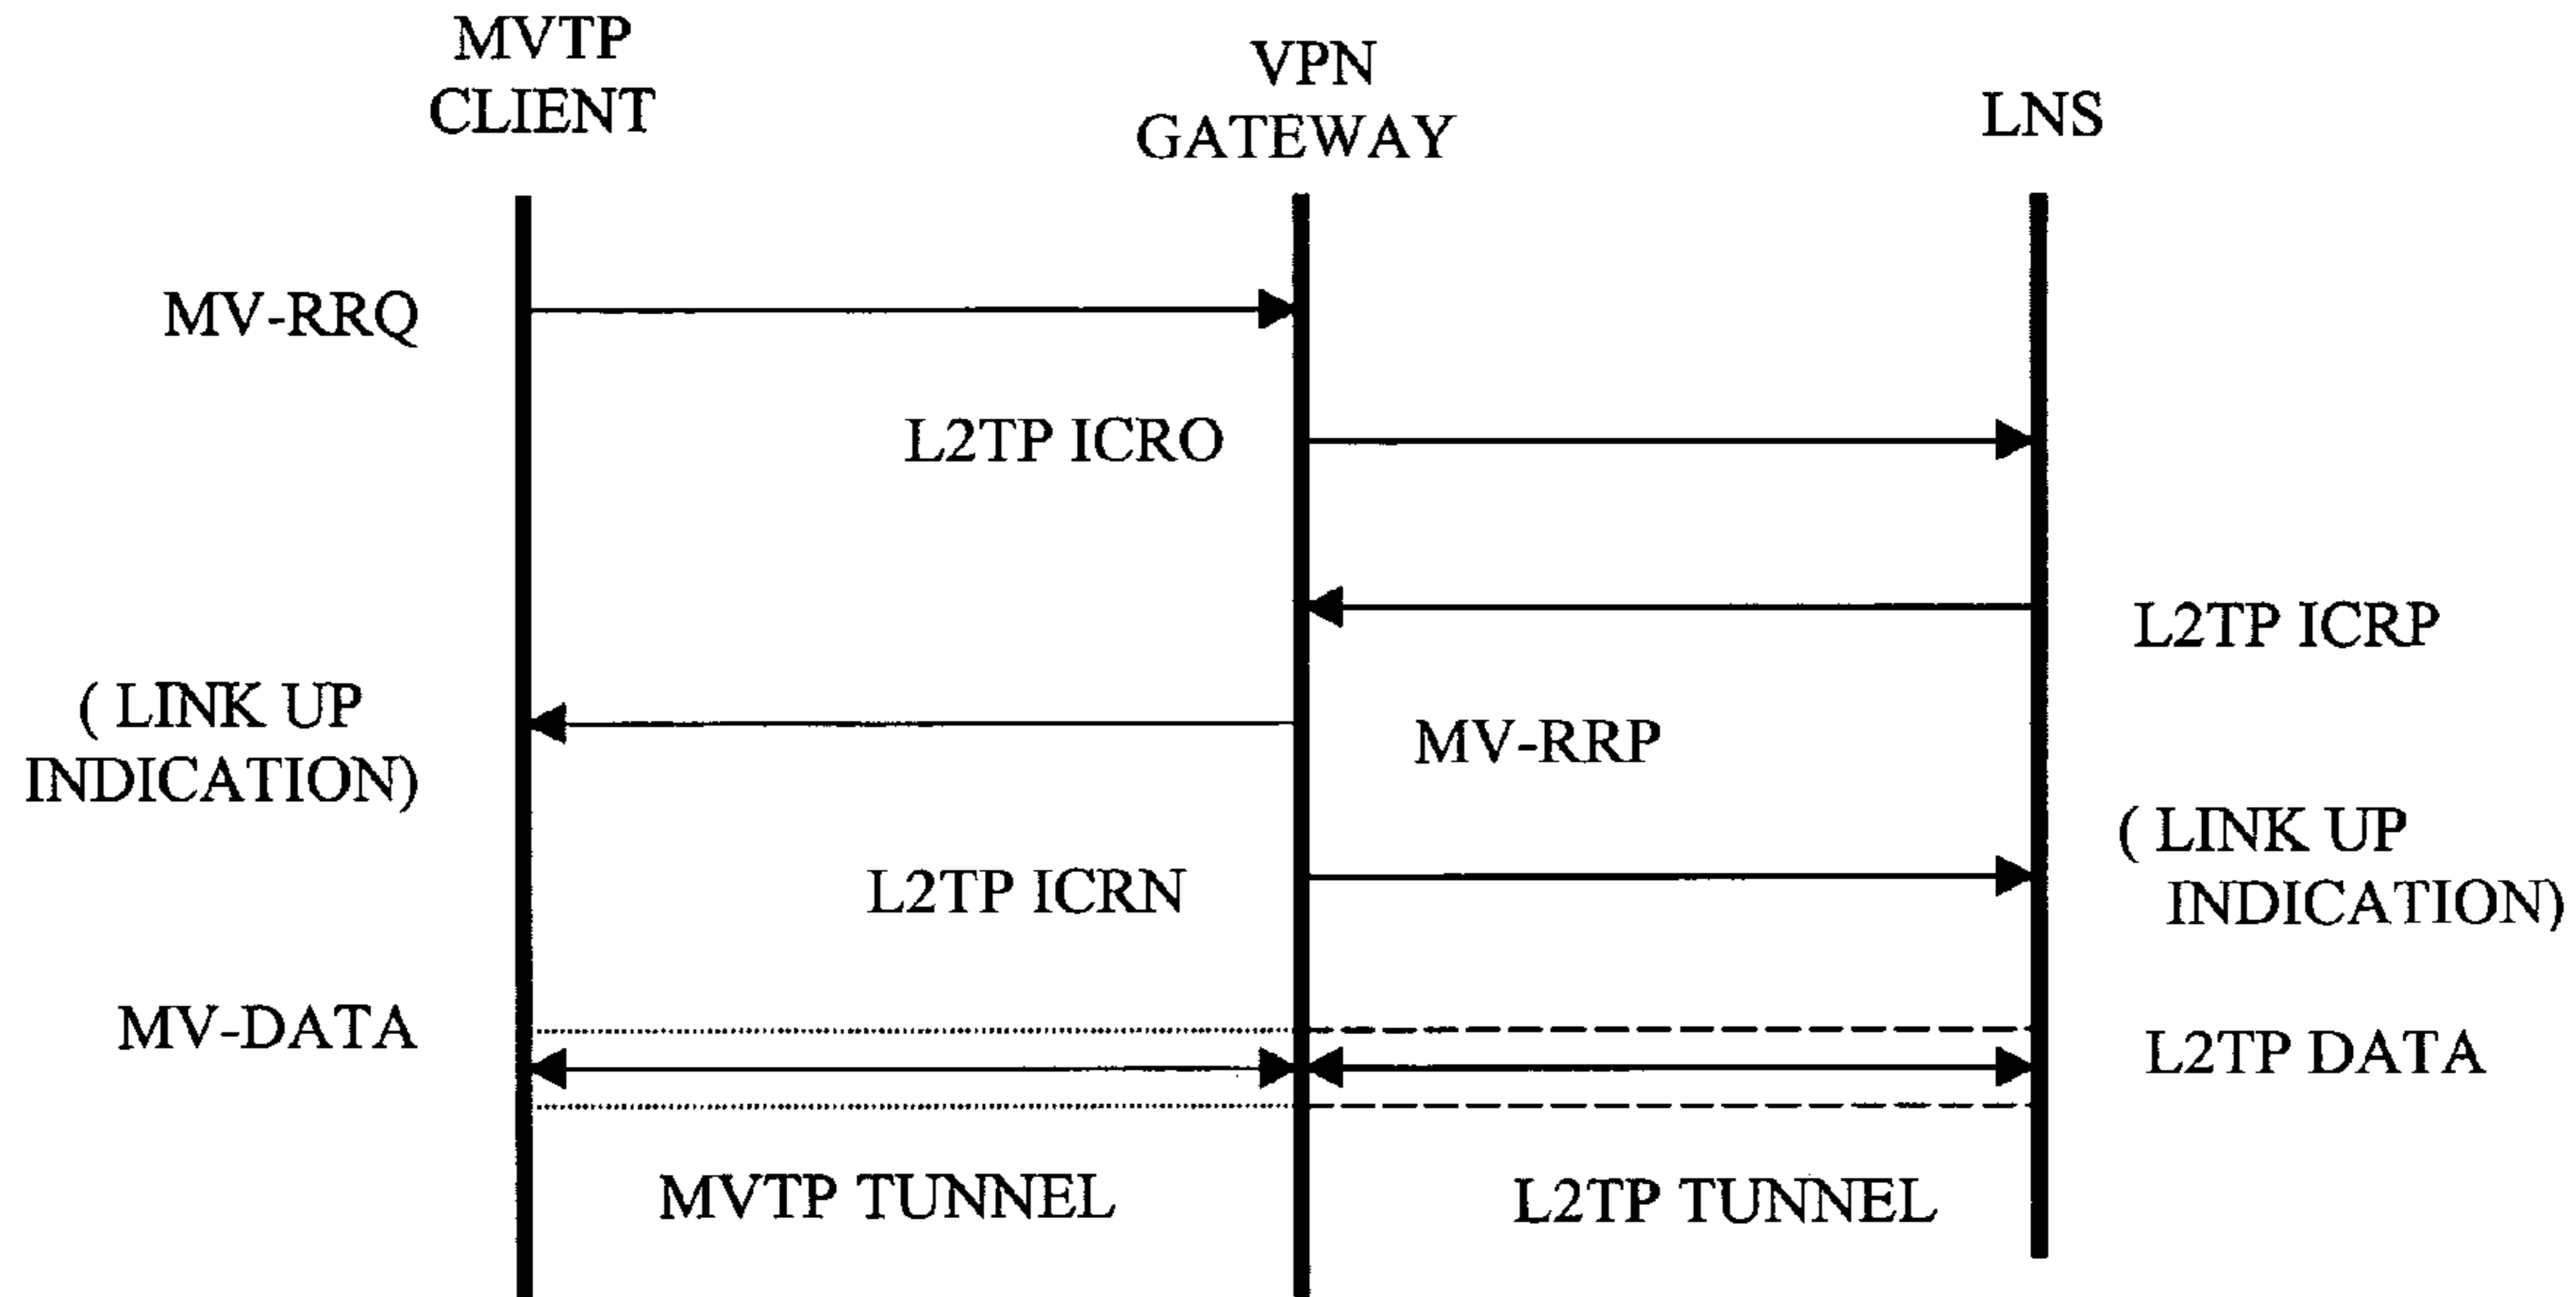 MVTP
CLIENT
VPN
GATEWAY
LNS
MV-RRQ
L2TP ICRO
L2TP ICRP
( LINK UP
INDICATION)
MV-RRP
( LINK UP
INDICATION)
L2TP ICRN
MV-DATA
L2TP DATA
MVTP TUNNEL
L2TP TUNNEL